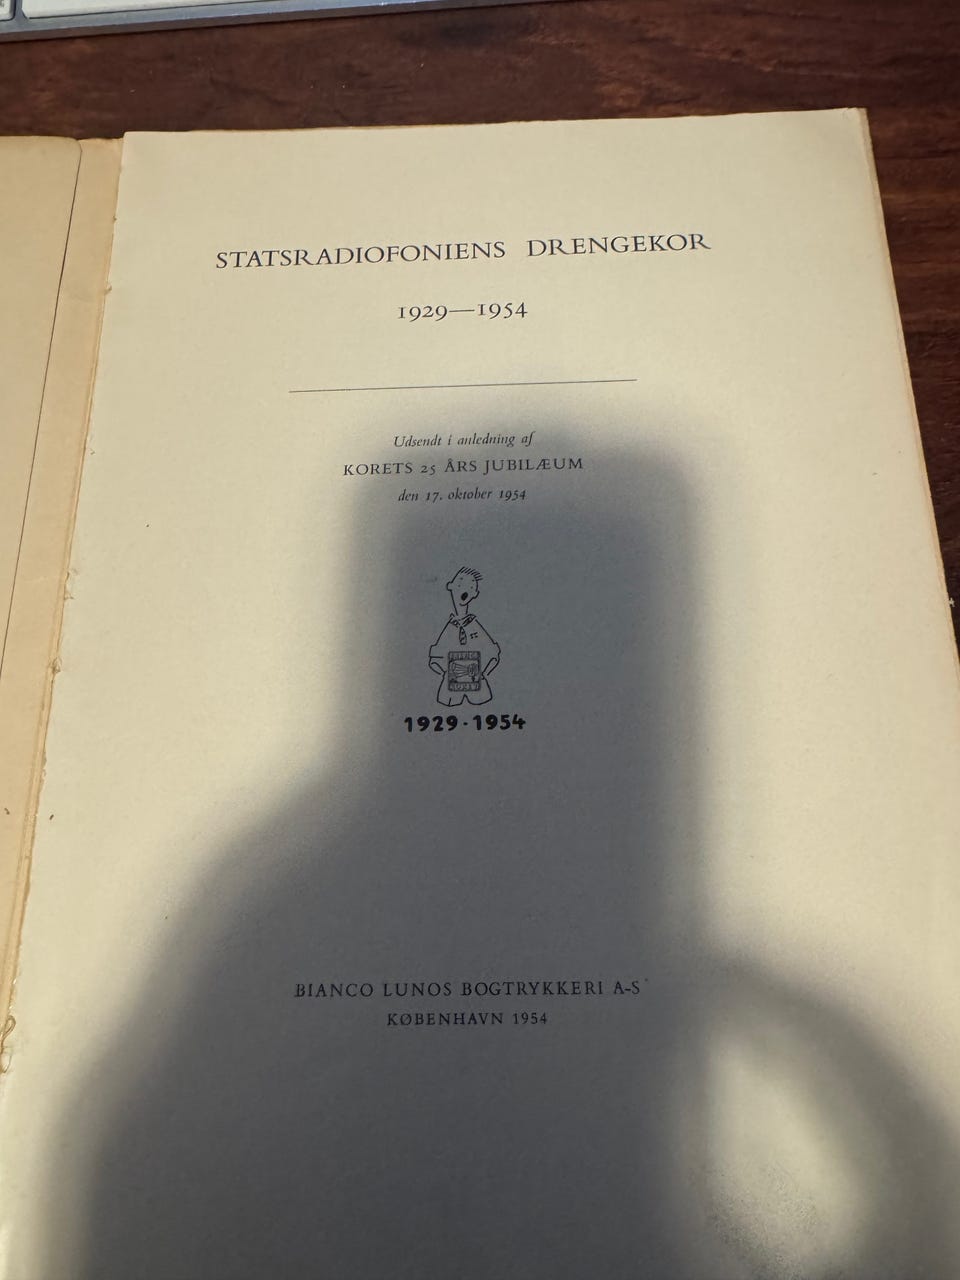 STATSRADIOFONIENS DRENGEKOR
1929—1954
Udsendt i anledning af
KORETS 25 ÅRS JUBILÆUM
den 17. oktober 1954
1929·1954
BIANCO LUNOS BOGTRYKKERI A-S
KØBENHAVN 1954